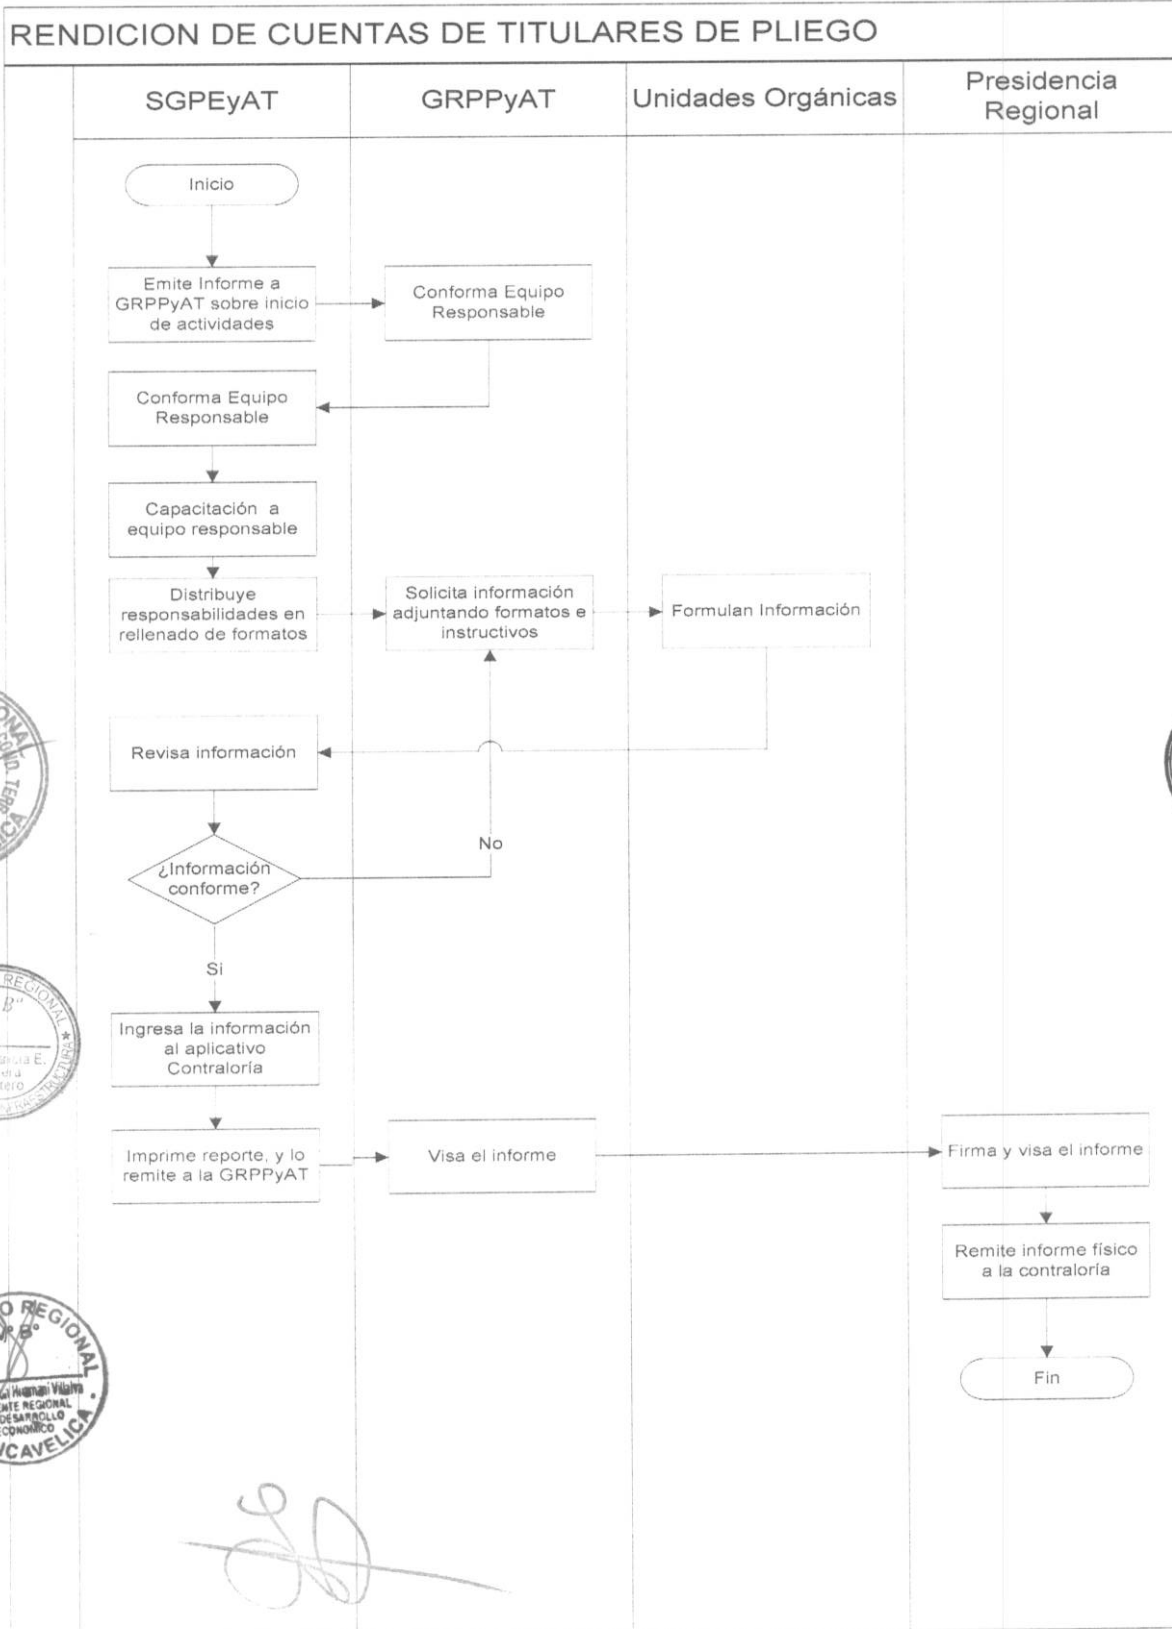 RENDICION DE CUENTAS DE TITULARES DE PLIEGO
SGPEyAT
GRPPyAT
Unidades Orgánicas
Presidencia
Regional
Inicio
Emite Informe a
GRPPyAT sobre inicio
de actividades
Conforma Equipo
Responsable
Conforma Equipo
Responsable
Capacitación a
equipo responsable
Distribuye
responsabilidades en
rellenado de formatos
Solicita información
adjuntando formatos e
instructivos
Formulan Información
Revisa información
¿Información
conforme?
No
Si
Ingresa la información
al aplicativo
Contraloría
Imprime reporte, y lo
remite a la GRPPyAT
Visa el informe
Firma y visa el informe
Remite informe físico
a la contraloría
Fin
REGIONAL
B°
REGIONAL
DESARROLLO